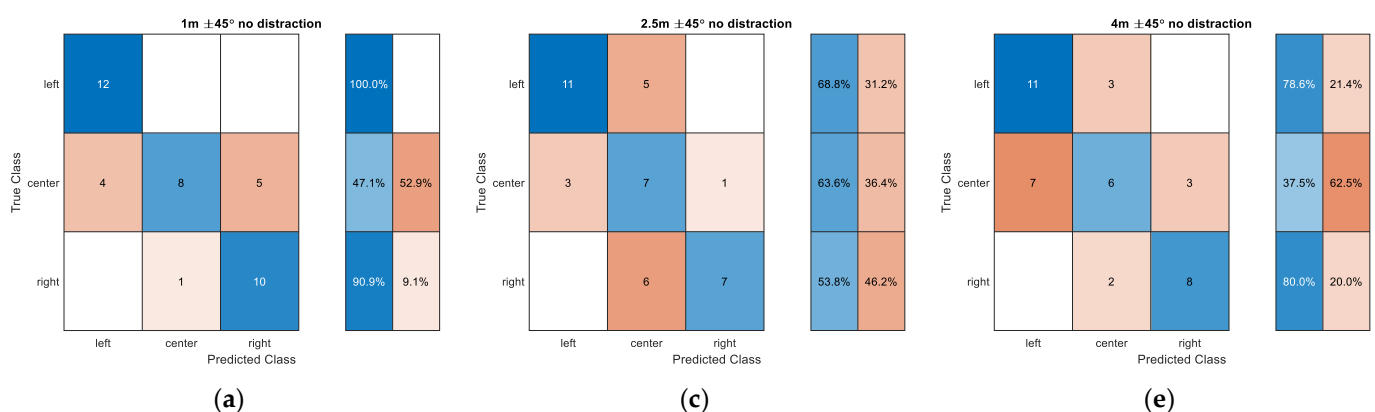 1m ±45° no distraction
left 12 100.0%
center 4 8 5 47.1% 52.9%
right 1 10 90.9% 9.1%
left center right
Predicted Class
True Class
(a)
2.5m ±45° no distraction
left 11 5 68.8% 31.2%
center 3 7 1 63.6% 36.4%
right 6 7 53.8% 46.2%
left center right
Predicted Class
True Class
(c)
4m ±45° no distraction
left 11 3 78.6% 21.4%
center 7 6 3 37.5% 62.5%
right 2 8 80.0% 20.0%
left center right
Predicted Class
True Class
(e)